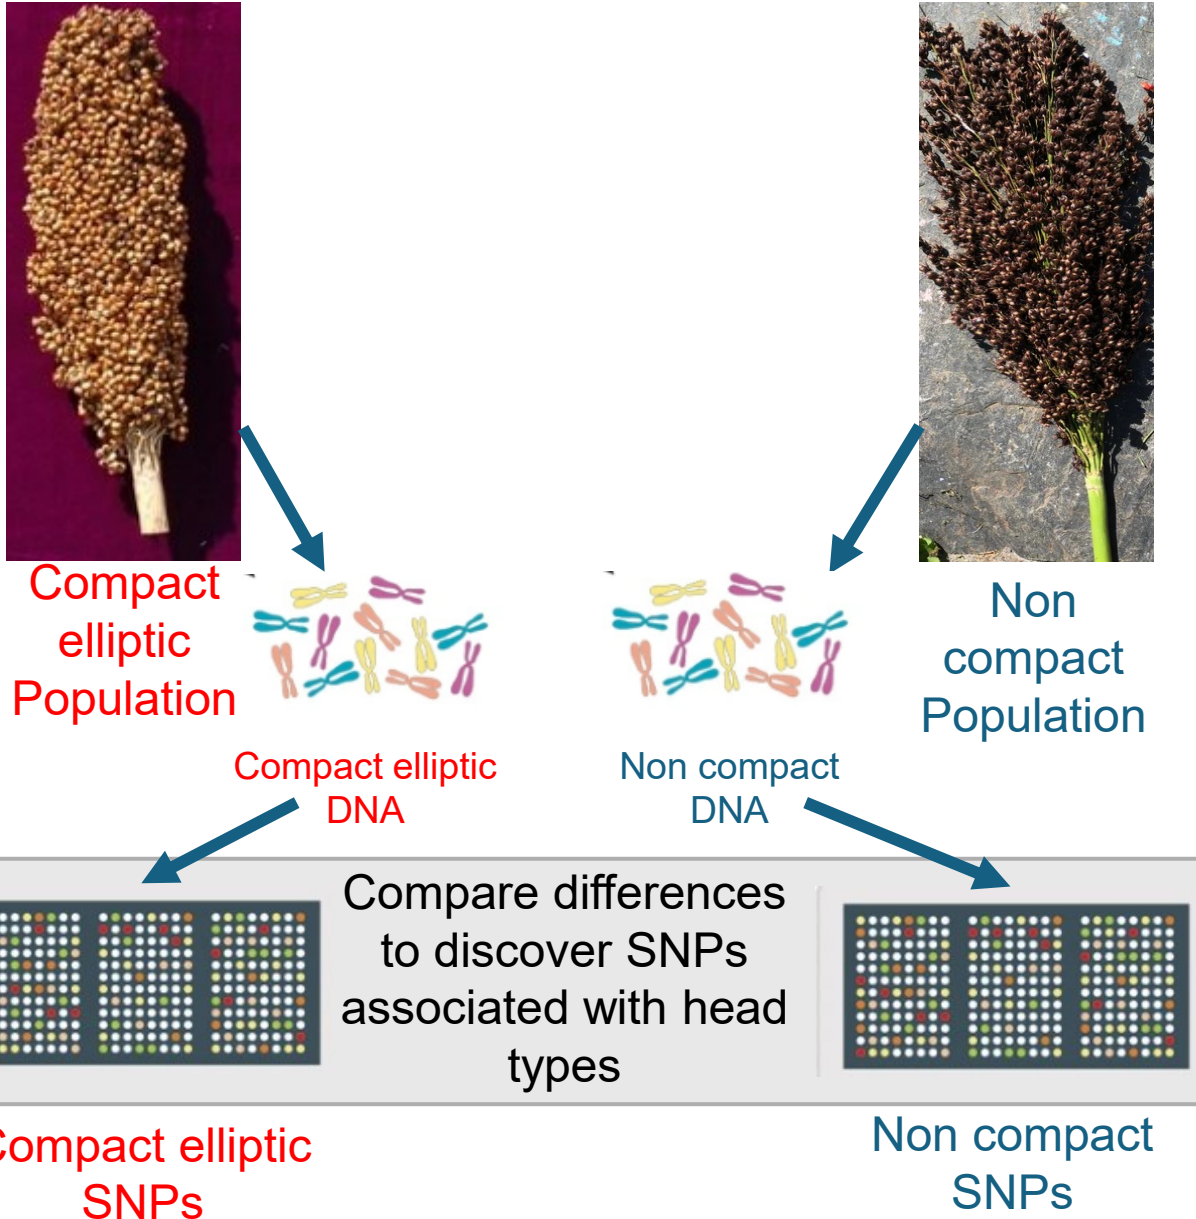 Compact
elliptic
Population
Non
compact
Population
Compact elliptic
DNA
Non compact
DNA
Compare differences
to discover SNPs
associated with head
types
Compact elliptic
SNPs
Non compact
SNPs